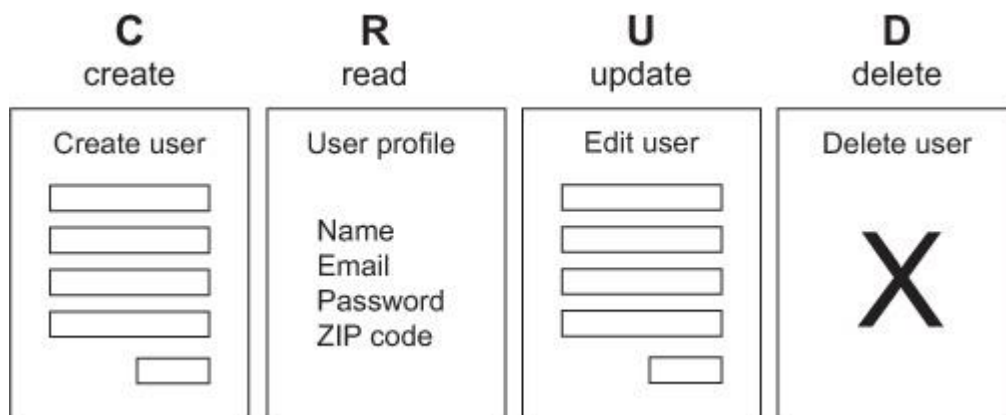 C
create
Create user
R
read
User profile
Name
Email
Password
ZIP code
U
update
Edit user
D
delete
Delete user
X